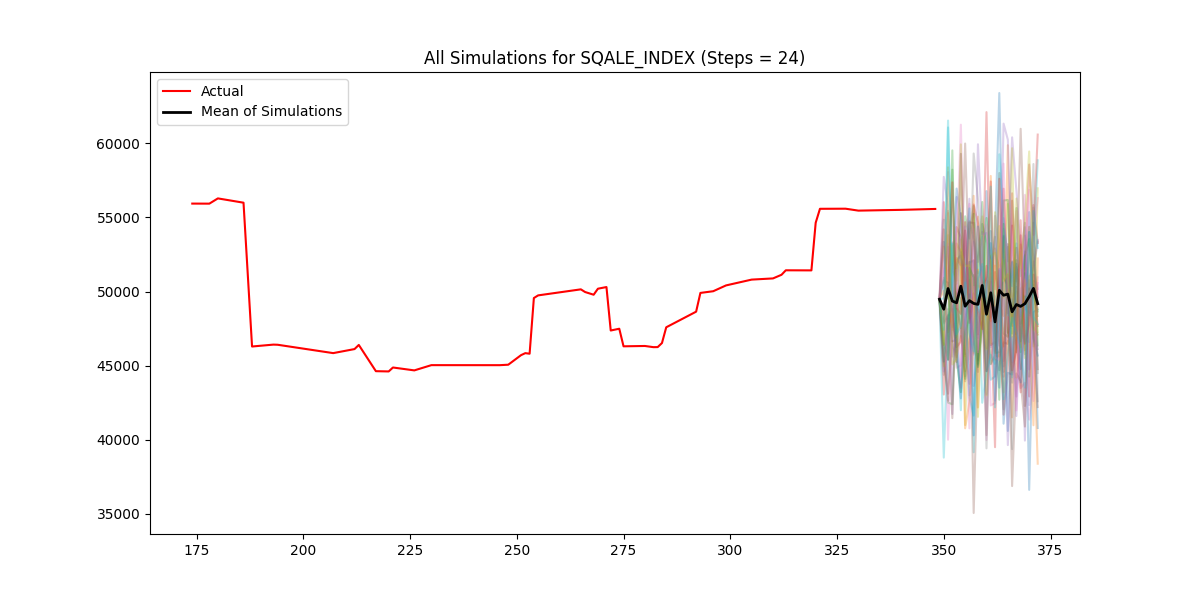 All Simulations for SQALE_INDEX (Steps = 24)
Actual
Mean of Simulations
60000
55000
50000
45000
40000
35000
175 200 225 250 275 300 325 350 375